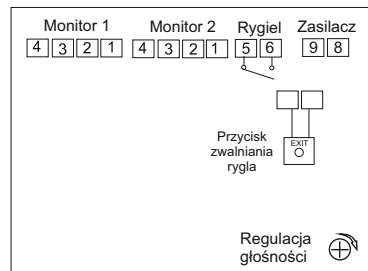 Monitor 1 Monitor 2 Rygiel Zasilacz
4 3 2 1 4 3 2 1 5 6 9 8
EXIT
Przycisk
zwalniania
rygla
Regulacja
głośności